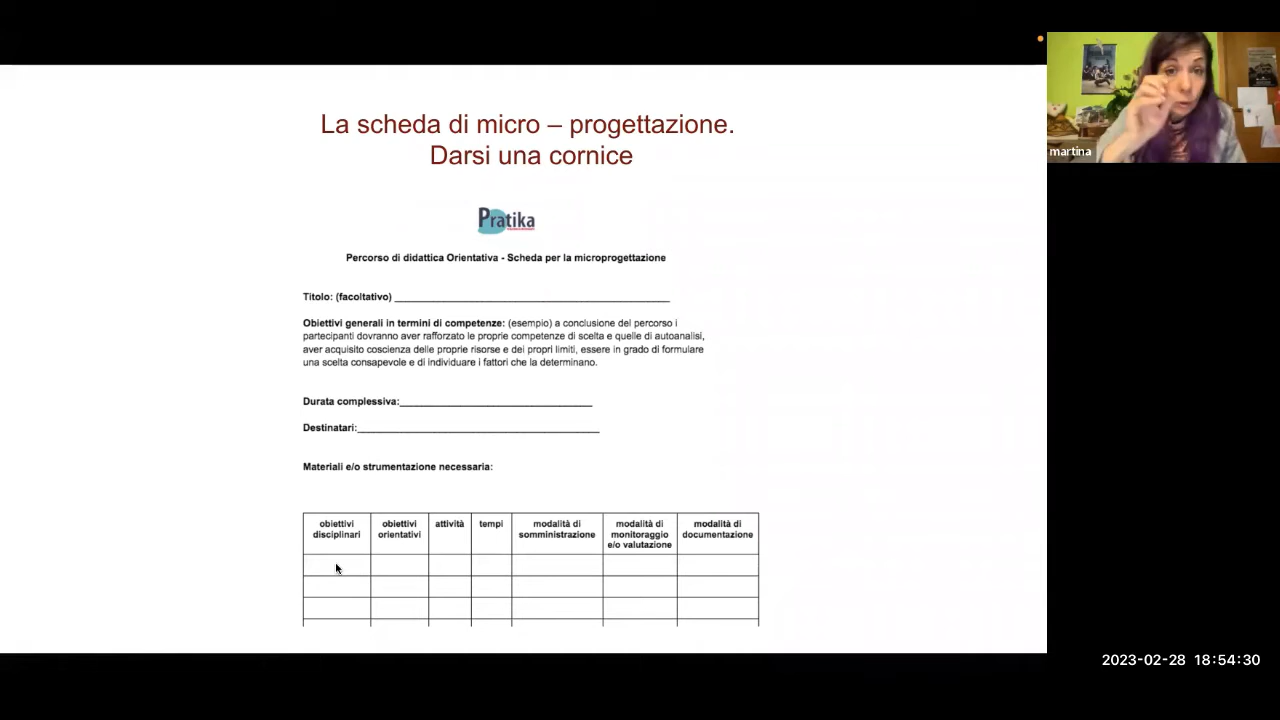 La scheda di micro – progettazione.
Darsi una cornice
martina
Pratika
Percorso di didattica Orientativa - Scheda per la microprogettazione
Titolo: (facoltativo) ______________________________________________
Obiettivi generali in termini di competenze: (esempio) a conclusione del percorso i
partecipanti dovranno aver rafforzato le proprie competenze di scelta e quelle di autoanalisi,
aver acquisito coscienza delle proprie risorse e dei propri limiti, essere in grado di formulare
una scelta consapevole e di individuare i fattori che la determinano.
Durata complessiva:________________________________
Destinatari:________________________________________
Materiali e/o strumentazione necessaria:
obiettivi disciplinari
obiettivi orientativi
attività
tempi
modalità di somministrazione
modalità di monitoraggio e/o valutazione
modalità di documentazione
2023-02-28 18:54:30